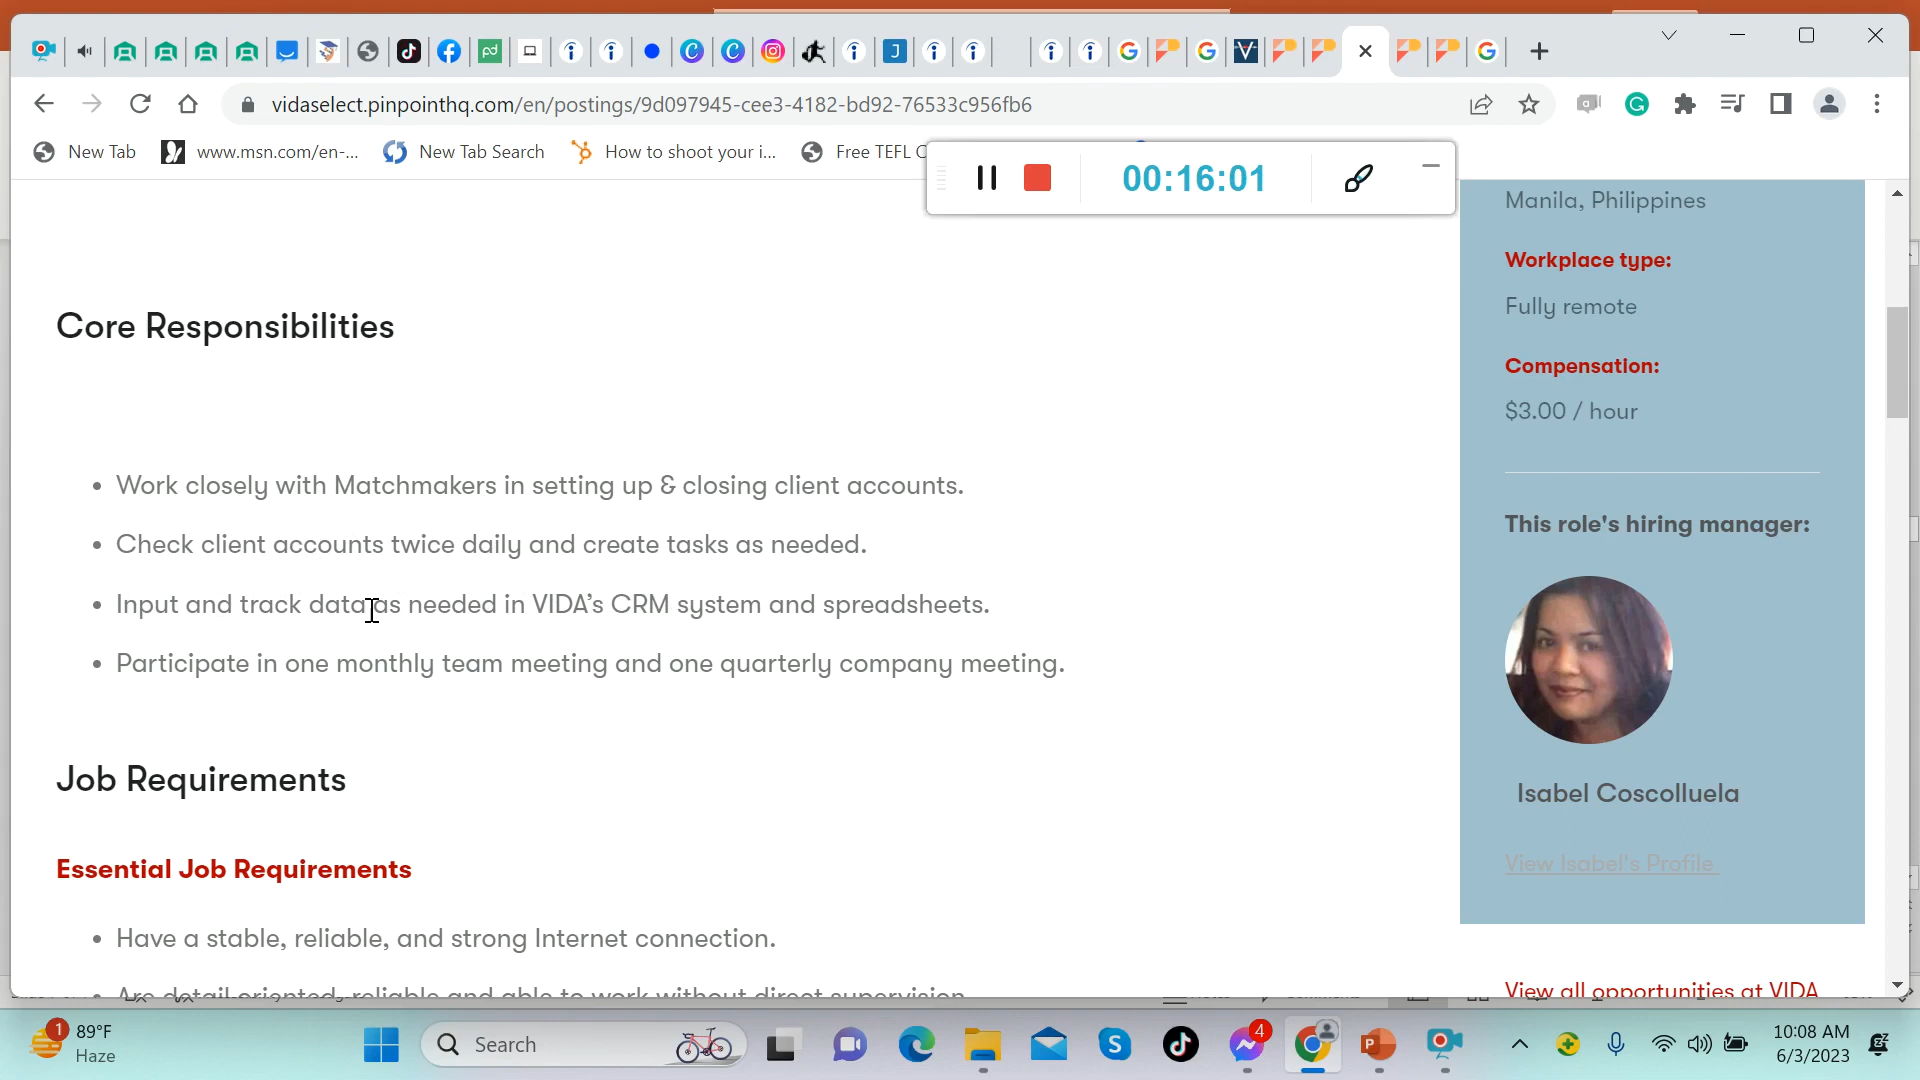 vidaselect.pinpointhq.com/en/postings/9d097945-cee3-4182-bd92-76533c956fb6
New Tab
www.msn.com/en-...
New Tab Search
How to shoot your i...
Free TEFL C
00:16:01
Core Responsibilities
• Work closely with Matchmakers in setting up & closing client accounts.
• Check client accounts twice daily and create tasks as needed.
• Input and track data as needed in VIDA's CRM system and spreadsheets.
• Participate in one monthly team meeting and one quarterly company meeting.
Job Requirements
Essential Job Requirements
• Have a stable, reliable, and strong Internet connection.
• Are detail oriented, reliable and able to work without direct supervision
Manila, Philippines
Workplace type:
Fully remote
Compensation:
$3.00 / hour
This role's hiring manager:
Isabel Coscolluela
View Isabel's Profile
View all opportunities at VIDA
1
89°F
Haze
Search
4
10:08 AM
6/3/2023